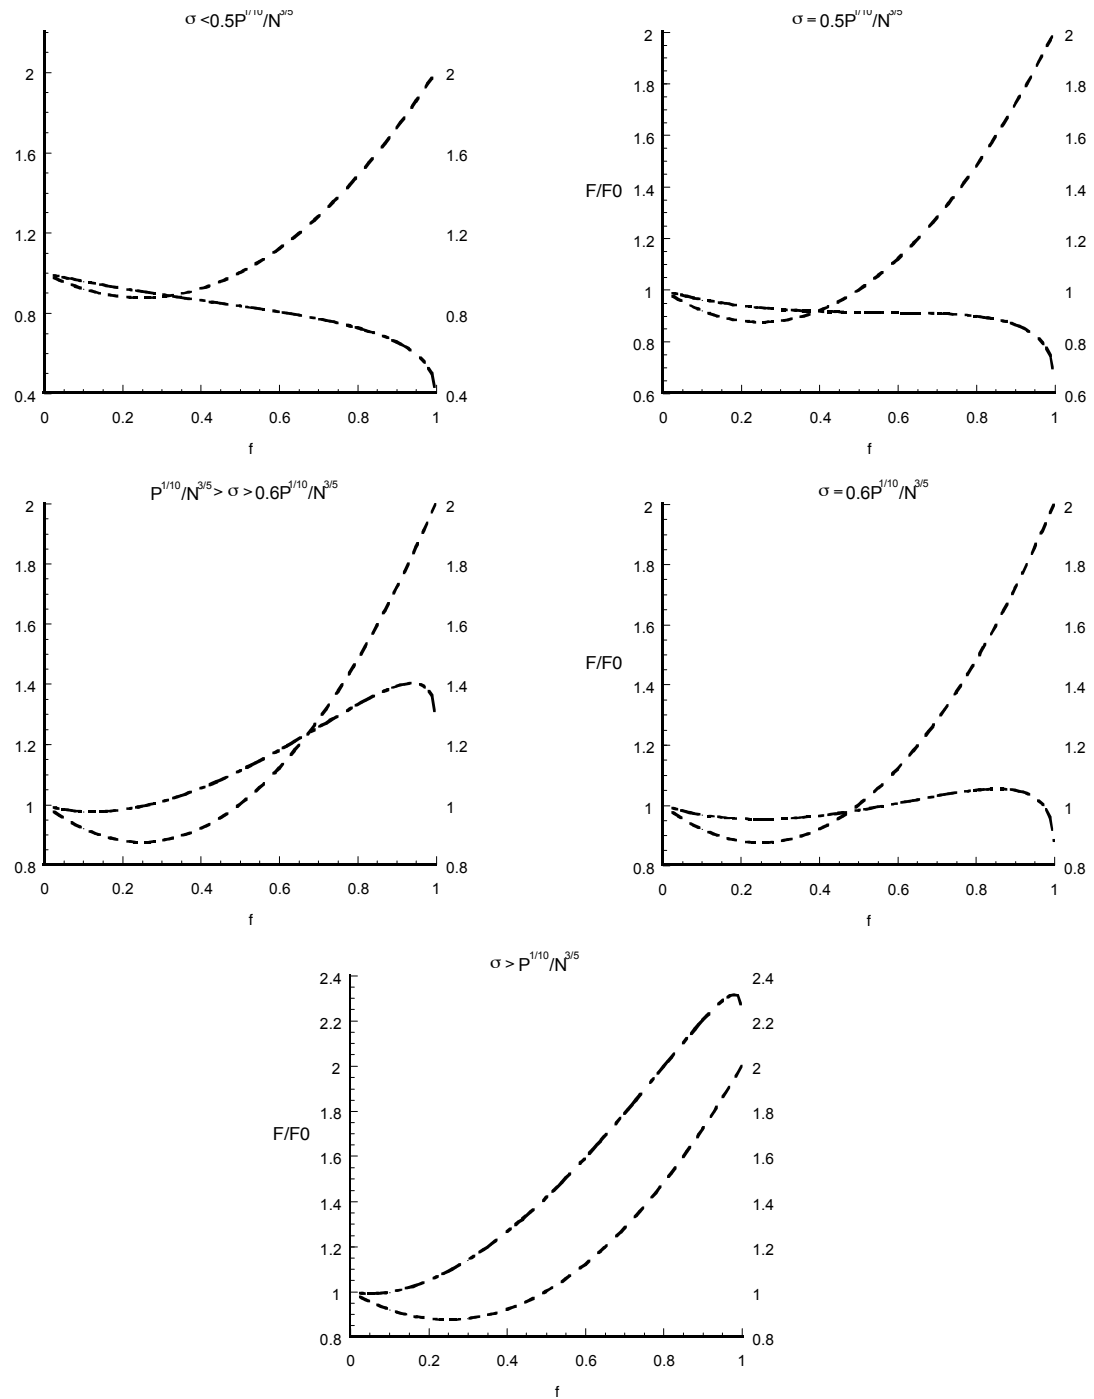 σ <0.5P^1/10/N^3/5
2 2
1.6 1.6
1.2 1.2
0.8 0.8
0.4 0.4
0 0.2 0.4 0.6 0.8 1
f
σ = 0.5P^1/10/N^3/5
2 2
1.8 1.8
1.6 1.6
F/F0 1.4 1.4
1.2 1.2
1 1
0.8 0.8
0.6 0.6
0 0.2 0.4 0.6 0.8 1
f
P^1/10/N^3/5> σ > 0.6P^1/10/N^3/5
2 2
1.8 1.8
1.6 1.6
1.4 1.4
1.2 1.2
1 1
0.8 0.8
0 0.2 0.4 0.6 0.8 1
f
σ = 0.6P^1/10/N^3/5
2 2
1.8 1.8
1.6 1.6
F/F0
1.4 1.4
1.2 1.2
1 1
0.8 0.8
0 0.2 0.4 0.6 0.8 1
f
σ > P^1/10/N^3/5
2.4 2.4
2.2 2.2
2 2
1.8 1.8
F/F0
1.6 1.6
1.4 1.4
1.2 1.2
1 1
0.8 0.8
0 0.2 0.4 0.6 0.8 1
f